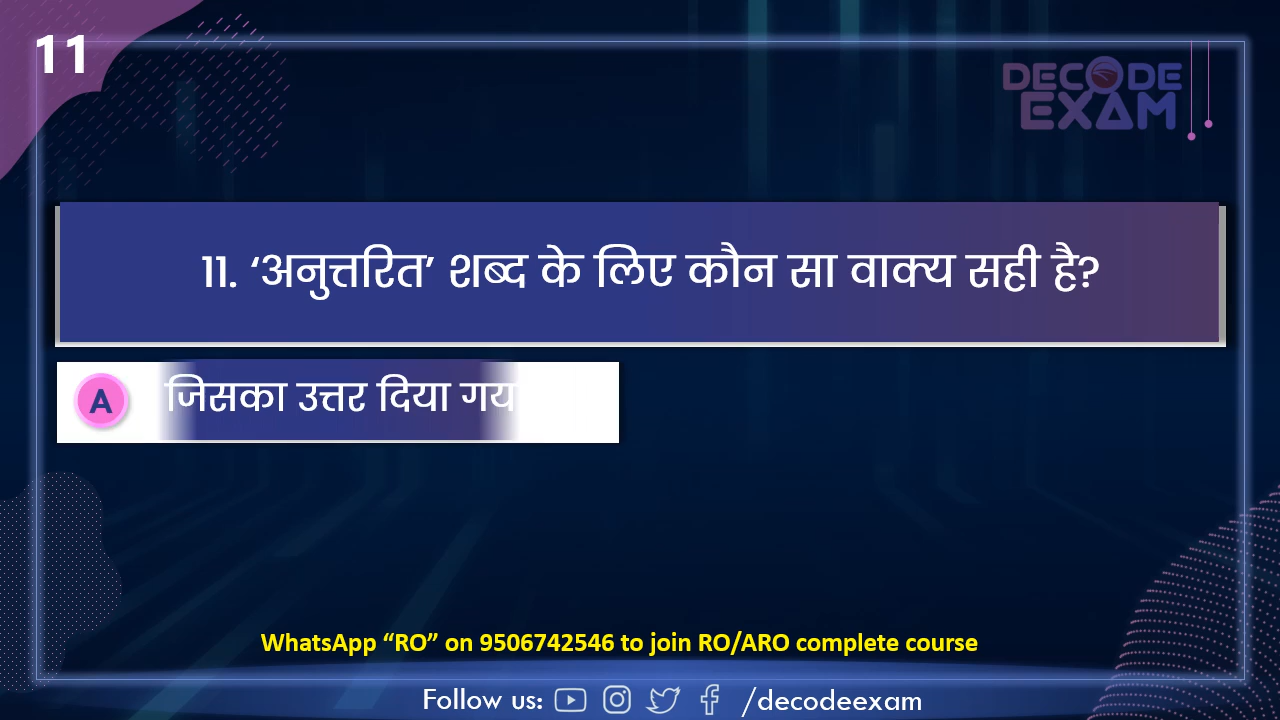 11
DECODE
EXAM
11. ‘अनुत्तरित’ शब्द के लिए कौन सा वाक्य सही है?
A जिसका उत्तर दिया गय
WhatsApp “RO” on 9506742546 to join RO/ARO complete course
Follow us: /decodeexam